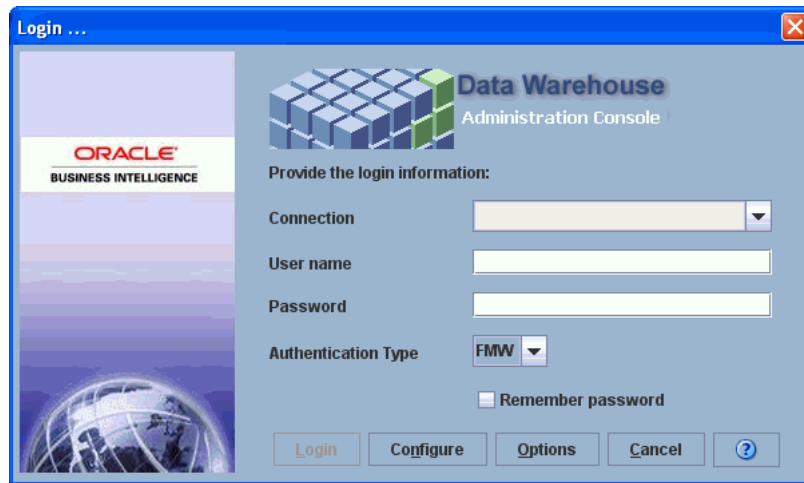 Login ...
ORACLE
BUSINESS INTELLIGENCE
Data Warehouse
Administration Console
Provide the login information:
Connection
User name
Password
Authentication Type
FMW
Remember password
Login
Configure
Options
Cancel
?